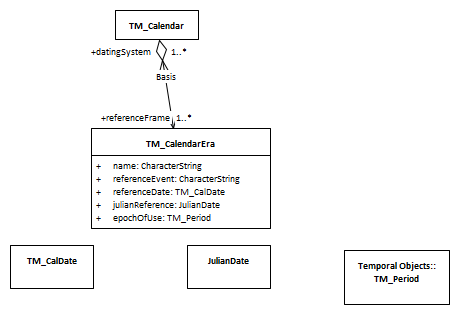 TM_Calendar
+datingSystem 1..*
Basis
+referenceFrame 1..*
TM_CalendarEra
+ name: CharacterString
+ referenceEvent: CharacterString
+ referenceDate: TM_CalDate
+ julianReference: JulianDate
+ epochOfUse: TM_Period
TM_CalDate
JulianDate
Temporal Objects::
TM_Period